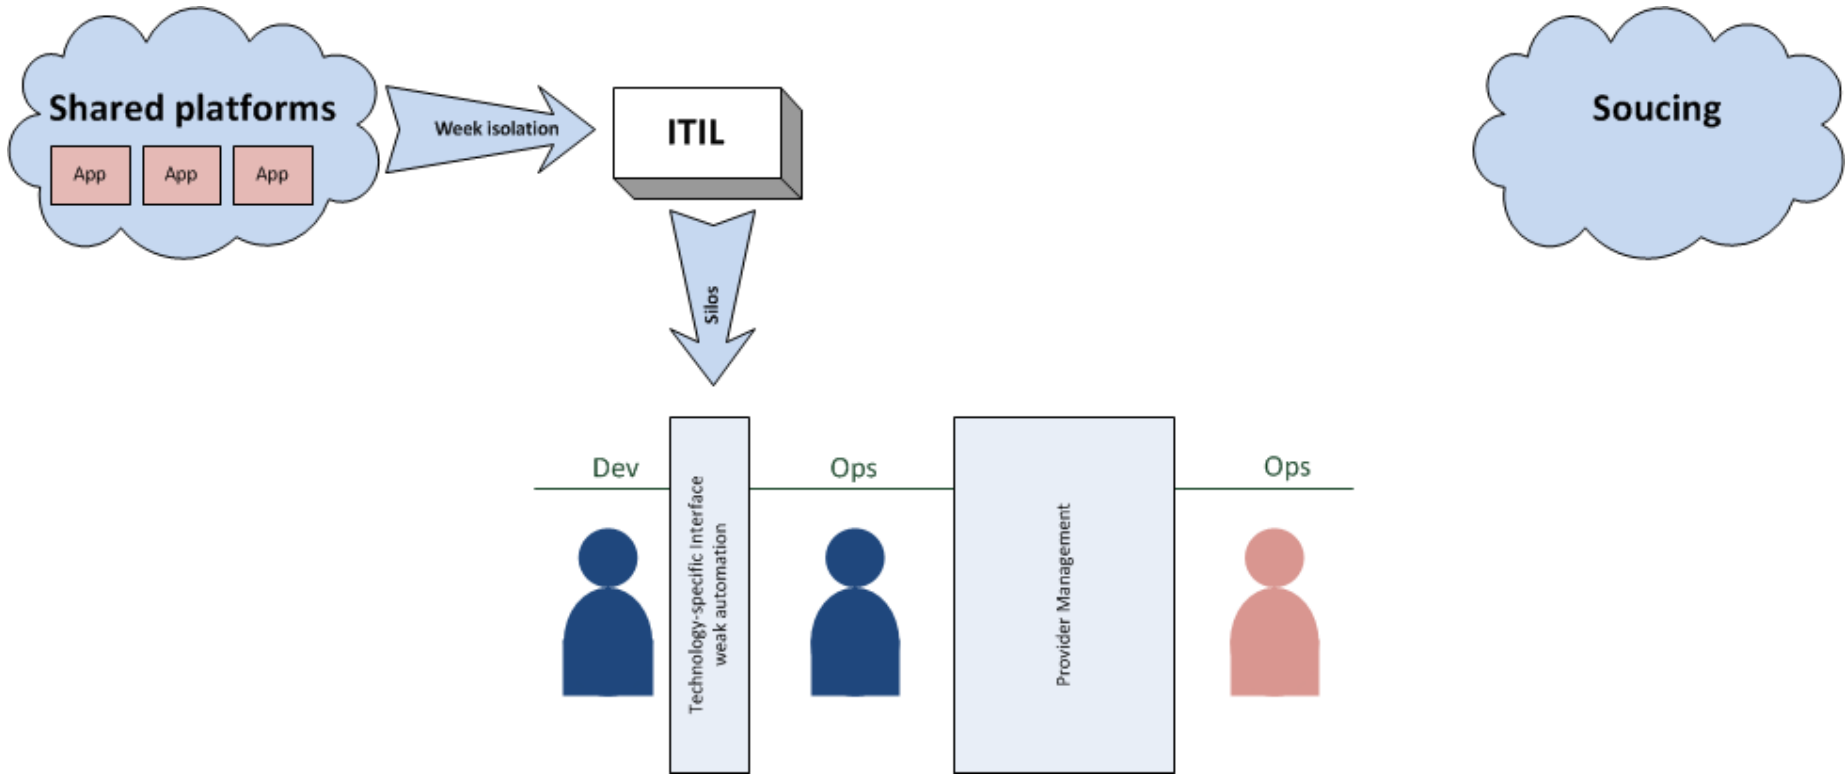 Shared platforms
App
App
App
Week isolation
ITIL
Soucing
Silos
Dev
Technology-specific Interface
weak automation
Ops
Provider Management
Ops